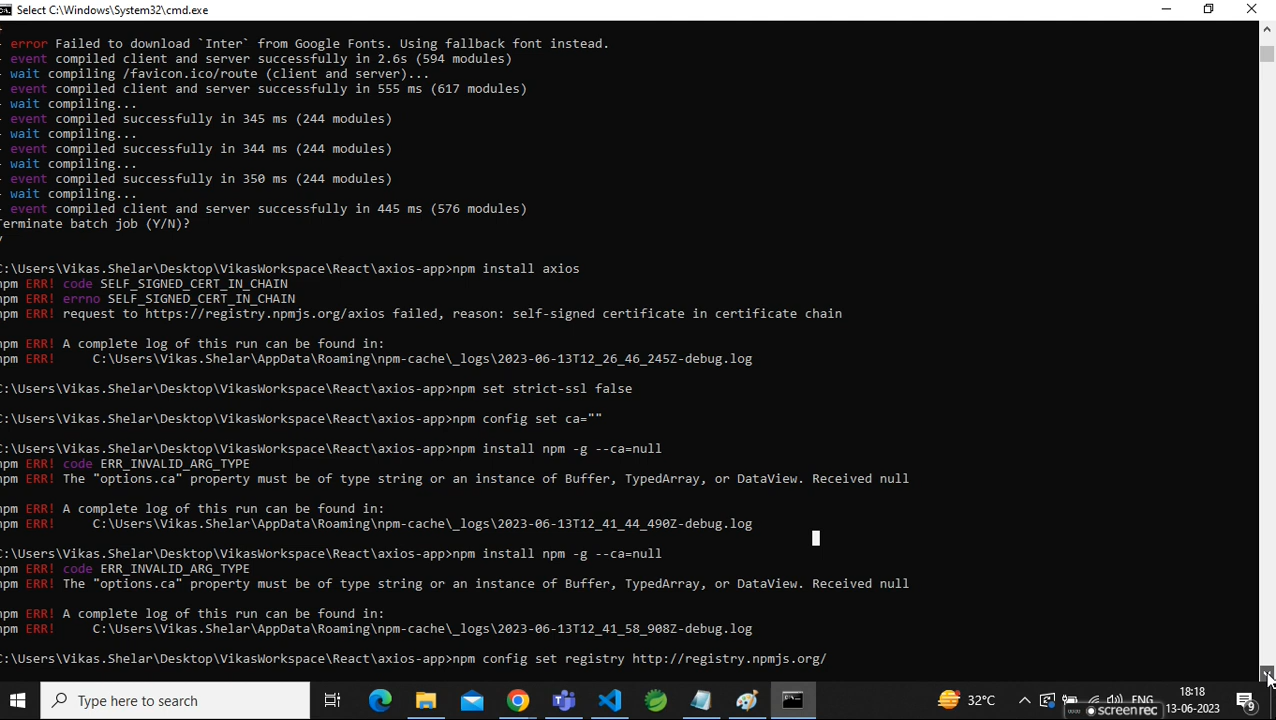 Select C:\Windows\System32\cmd.exe
- error Failed to download `Inter` from Google Fonts. Using fallback font instead.
- event compiled client and server successfully in 2.6s (594 modules)
- wait compiling /favicon.ico/route (client and server)...
- event compiled client and server successfully in 555 ms (617 modules)
- wait compiling...
- event compiled successfully in 345 ms (244 modules)
- wait compiling...
- event compiled successfully in 344 ms (244 modules)
- wait compiling...
- event compiled successfully in 350 ms (244 modules)
- wait compiling...
- event compiled client and server successfully in 445 ms (576 modules)
Terminate batch job (Y/N)?
C:\Users\Vikas.Shelar\Desktop\VikasWorkspace\React\axios-app>npm install axios
npm ERR! code SELF_SIGNED_CERT_IN_CHAIN
npm ERR! errno SELF_SIGNED_CERT_IN_CHAIN
npm ERR! request to https://registry.npmjs.org/axios failed, reason: self-signed certificate in certificate chain
npm ERR! A complete log of this run can be found in:
npm ERR!     C:\Users\Vikas.Shelar\AppData\Roaming\npm-cache\_logs\2023-06-13T12_26_46_245Z-debug.log
C:\Users\Vikas.Shelar\Desktop\VikasWorkspace\React\axios-app>npm set strict-ssl false
C:\Users\Vikas.Shelar\Desktop\VikasWorkspace\React\axios-app>npm config set ca=""
C:\Users\Vikas.Shelar\Desktop\VikasWorkspace\React\axios-app>npm install npm -g --ca=null
npm ERR! code ERR_INVALID_ARG_TYPE
npm ERR! The "options.ca" property must be of type string or an instance of Buffer, TypedArray, or DataView. Received null
npm ERR! A complete log of this run can be found in:
npm ERR!     C:\Users\Vikas.Shelar\AppData\Roaming\npm-cache\_logs\2023-06-13T12_41_44_490Z-debug.log
C:\Users\Vikas.Shelar\Desktop\VikasWorkspace\React\axios-app>npm install npm -g --ca=null
npm ERR! code ERR_INVALID_ARG_TYPE
npm ERR! The "options.ca" property must be of type string or an instance of Buffer, TypedArray, or DataView. Received null
npm ERR! A complete log of this run can be found in:
npm ERR!     C:\Users\Vikas.Shelar\AppData\Roaming\npm-cache\_logs\2023-06-13T12_41_58_908Z-debug.log
C:\Users\Vikas.Shelar\Desktop\VikasWorkspace\React\axios-app>npm config set registry http://registry.npmjs.org/
Type here to search
32°C
ENG
18:18
13-06-2023
9
screenrec